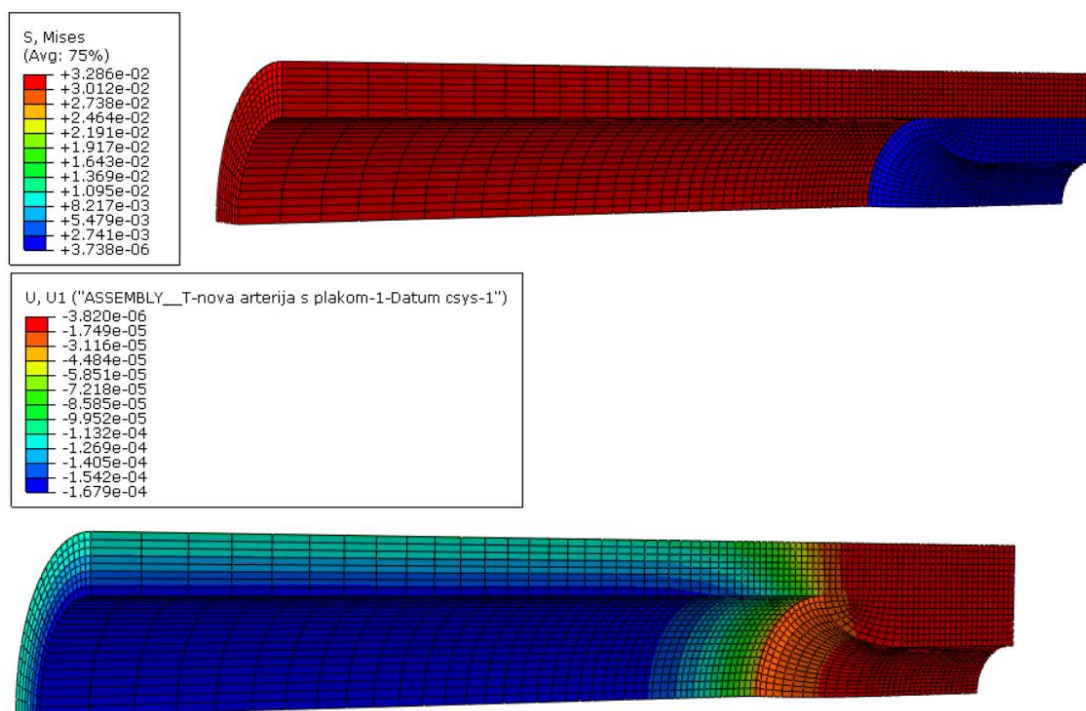 S, Mises
(Avg: 75%)
+3.286e-02
+3.012e-02
+2.738e-02
+2.464e-02
+2.191e-02
+1.917e-02
+1.643e-02
+1.369e-02
+1.095e-02
+8.217e-03
+5.479e-03
+2.741e-03
+3.738e-06
U, U1 ("ASSEMBLY__T-nova arterija s plakom-1-Datum csys-1")
-3.820e-06
-1.749e-05
-3.116e-05
-4.484e-05
-5.851e-05
-7.218e-05
-8.585e-05
-9.952e-05
-1.132e-04
-1.269e-04
-1.405e-04
-1.542e-04
-1.679e-04